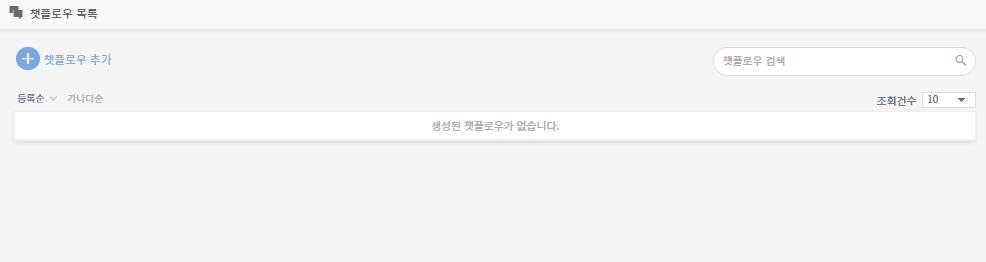 챗플로우 목록
챗플로우 추가
챗플로우 검색
등록순 가나다순
조회건수 10
생성된 챗플로우가 없습니다.